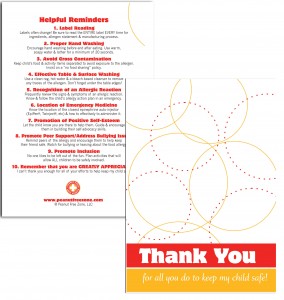 Helpful Reminders
1. Label Reading
Labels often change! Be sure to read the ENTIRE label EVERY time for
ingredients, allergen statement & manufacturing process.
2. Proper Hand Washing
Encourage hand washing before and after eating. Use warm,
soapy water & lather for a minimum of 20 seconds.
3. Avoid Cross Contamination
Keep child's food & activity items separated to avoid exposure to the allergen.
Instill in a "no food sharing" policy.
4. Effective Table & Surface Washing
Use a clean rag, hot water & a bleach based cleanser to remove
any traces of the allergen. Don't forget under the table edges!
5. Recognition of an Allergic Reaction
Frequently review the signs & symptoms of an allergic reaction.
Know & follow the child's allergy action plan in an emergency.
6. Location of Emergency Medicine
Know the location of the closest epinephrine auto-injector
(EpiPen®, Twinject®, etc) & how to effectively administer it.
7. Promotion of Positive Self-Esteem
Let the child know you are there to help them. Guide & encourage
them in building their self advocacy skills.
8. Promote Peer Support/Address Bullying Issues
Remind peers of the allergy and encourage them to help keep
their friend safe. Watch for bullying or teasing about the food allergy.
9. Promote Inclusion
No one likes to be left out of the fun. Plan activities that will
allow ALL children to be safely involved.
10. Remember that you are GREATLY APPRECIATED
I can't thank you enough for all of your efforts to help keep my child safe
www.peanutfreezone.com
© Peanut Free Zone, LLC
Thank You
for all you do to keep my child safe!